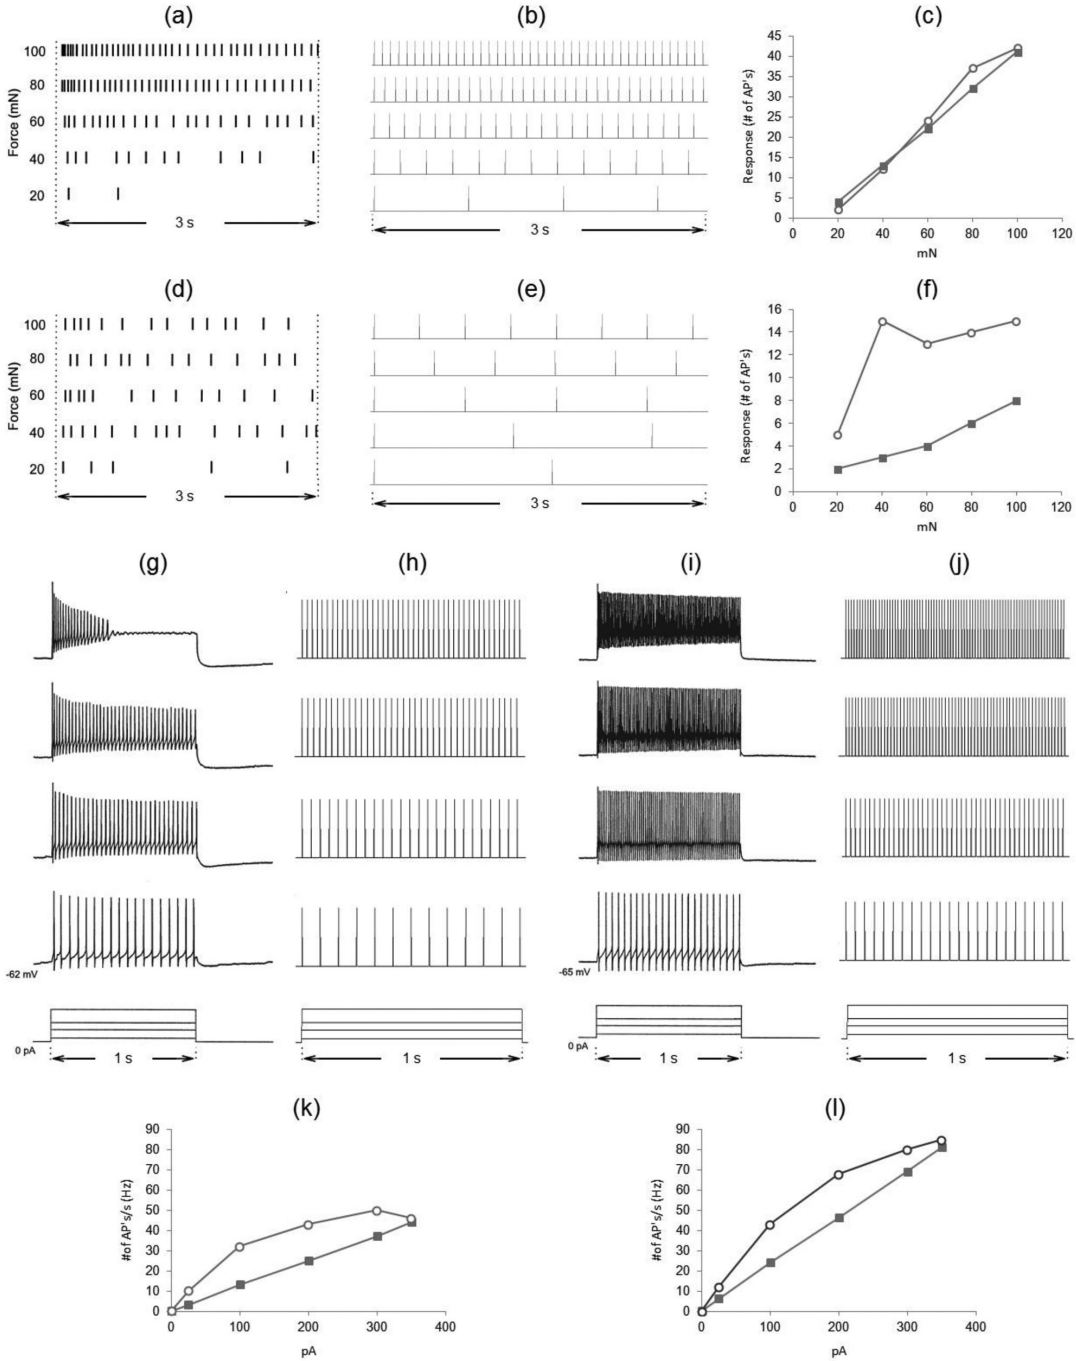 (a)
Force (mN)
100
80
60
40
20
3 s
(b)
3 s
(c)
Response (# of AP's)
45
40
35
30
25
20
15
10
5
0
0 20 40 60 80 100 120
mN
(d)
Force (mN)
100
80
60
40
20
3 s
(e)
3 s
(f)
Response (# of AP's)
16
14
12
10
8
6
4
2
0
0 20 40 60 80 100 120
mN
(g)
-62 mV
0 pA
1 s
(h)
1 s
(i)
-65 mV
0 pA
1 s
(j)
1 s
(k)
#of AP's/s (Hz)
90
80
70
60
50
40
30
20
10
0
0 100 200 300 400
pA
(l)
#of AP's/s (Hz)
90
80
70
60
50
40
30
20
10
0
0 100 200 300 400
pA